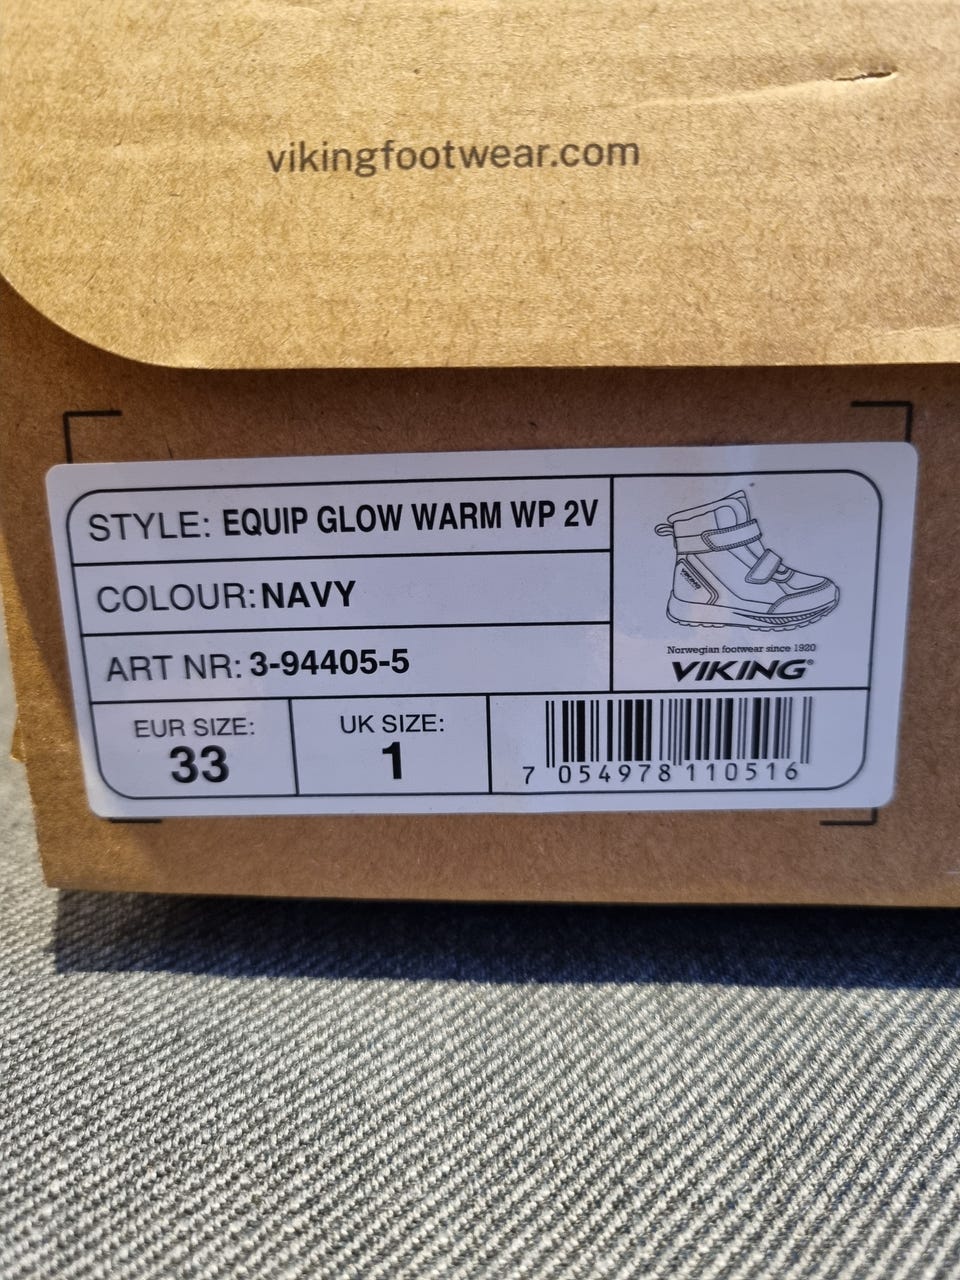 vikingfootwear.com
STYLE: EQUIP GLOW WARM WP 2V
COLOUR: NAVY
ART NR: 3-94405-5
VIKING
Norwegian footwear since 1920
VIKING®
EUR SIZE:
33
UK SIZE:
1
7 054978 110516